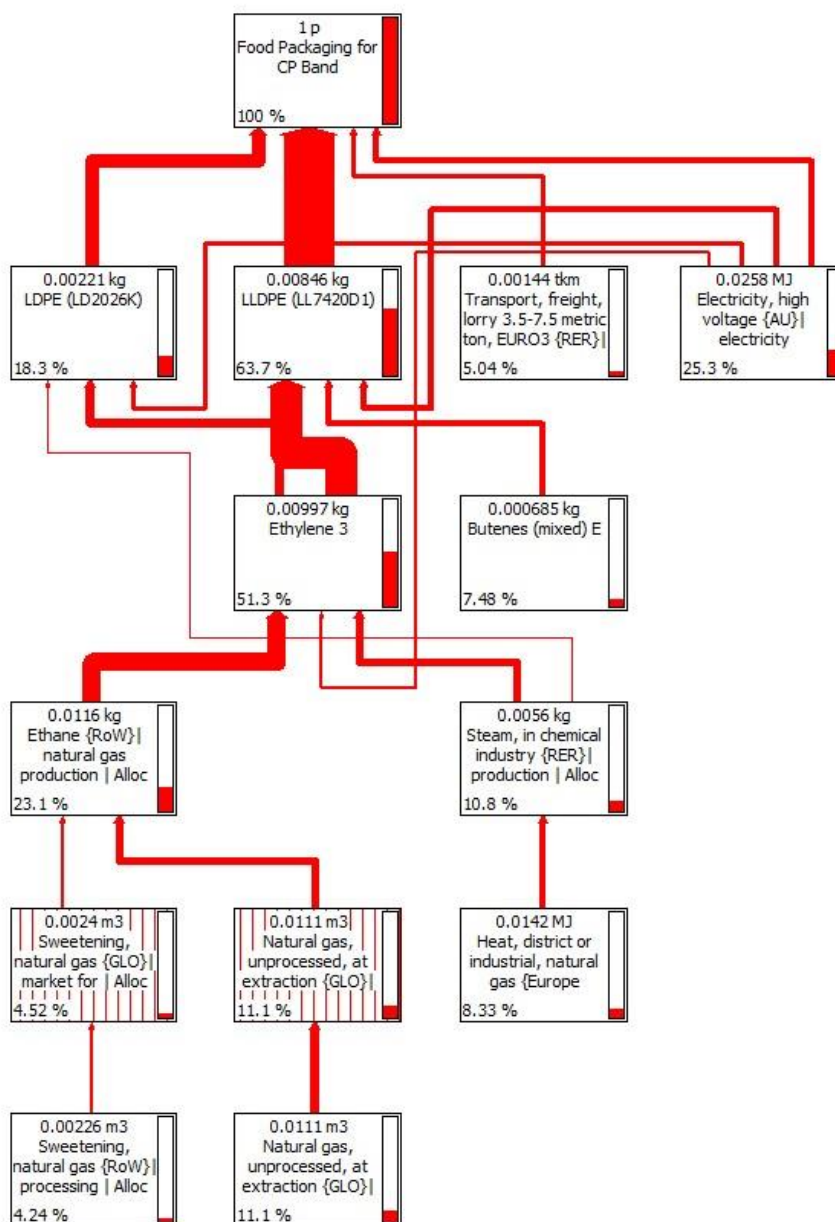 1 p
Food Packaging for
CP Band
100 %
0.00221 kg
LDPE (LD2026K)
18.3 %
0.00846 kg
LLDPE (LL7420D1)
63.7 %
0.00144 tkm
Transport, freight,
lorry 3.5-7.5 metric
ton, EURO3 {RER}|
5.04 %
0.0258 MJ
Electricity, high
voltage {AU}|
electricity
25.3 %
0.00997 kg
Ethylene 3
51.3 %
0.000685 kg
Butenes (mixed) E
7.48 %
0.0116 kg
Ethane {RoW}|
natural gas
production | Alloc
23.1 %
0.0056 kg
Steam, in chemical
industry {RER}|
production | Alloc
10.8 %
0.0024 m3
Sweetening,
natural gas {GLO}|
market for | Alloc
4.52 %
0.0111 m3
Natural gas,
unprocessed, at
extraction {GLO}|
11.1 %
0.0142 MJ
Heat, district or
industrial, natural
gas {Europe
8.33 %
0.00226 m3
Sweetening,
natural gas {RoW}|
processing | Alloc
4.24 %
0.0111 m3
Natural gas,
unprocessed, at
extraction {GLO}|
11.1 %